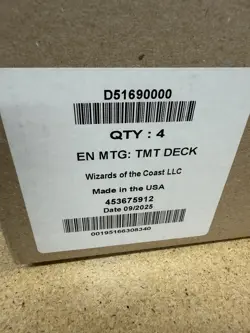 D51690000
QTY : 4
EN MTG: TMT DECK
Wizards of the Coast LLC
Made in the USA
453675912
Date 09/2025
00195166308340